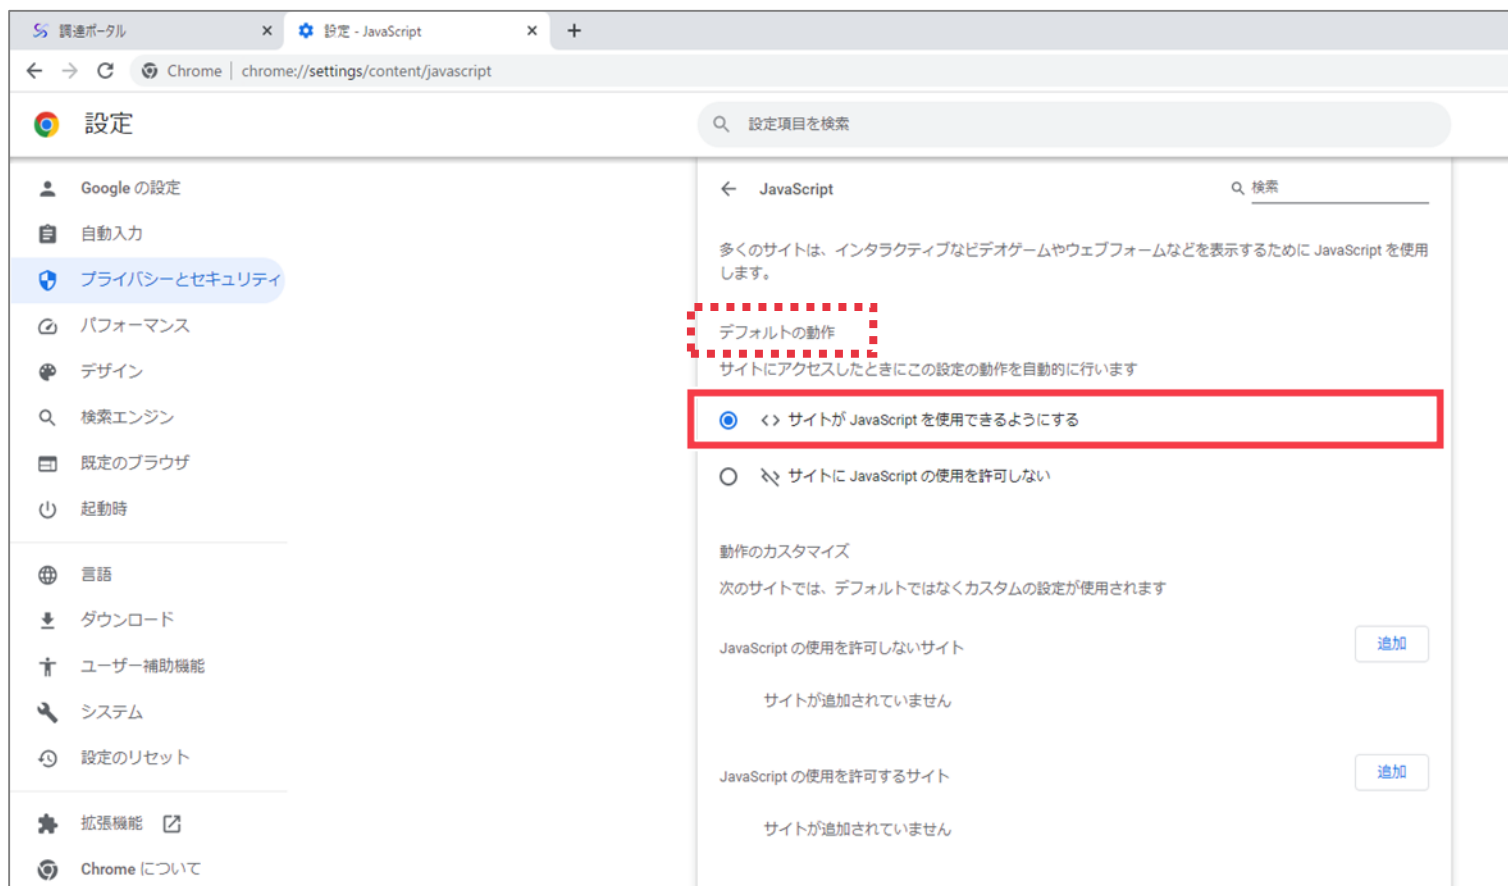 調達ポータル
設定 - JavaScript
Chrome
chrome://settings/content/javascript
設定
設定項目を検索
Google の設定
自動入力
プライバシーとセキュリティ
パフォーマンス
デザイン
検索エンジン
既定のブラウザ
起動時
言語
ダウンロード
ユーザー補助機能
システム
設定のリセット
拡張機能
Chrome について
JavaScript
検索
多くのサイトは、インタラクティブなビデオゲームやウェブフォームなどを表示するために JavaScript を使用
します。
デフォルトの動作
サイトにアクセスしたときにこの設定の動作を自動的に行います
サイトが JavaScript を使用できるようにする
サイトに JavaScript の使用を許可しない
動作のカスタマイズ
次のサイトでは、デフォルトではなくカスタムの設定が使用されます
JavaScript の使用を許可しないサイト
追加
サイトが追加されていません
JavaScript の使用を許可するサイト
追加
サイトが追加されていません